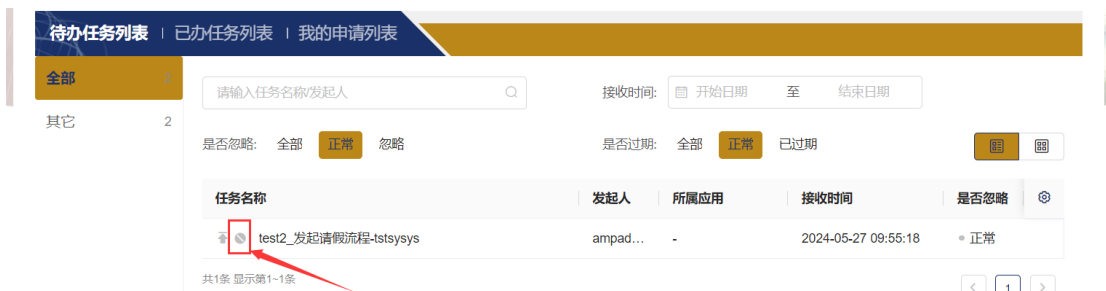 待办任务列表 | 已办任务列表 | 我的申请列表
全部
其它 2
请输入任务名称/发起人
接收时间: 开始日期 至 结束日期
是否忽略: 全部 正常 忽略
是否过期: 全部 正常 已过期
任务名称 发起人 所属应用 接收时间 是否忽略
test2_发起请假流程-tstsysys ampad... - 2024-05-27 09:55:18 正常
共1条 显示第1~1条
< 1 >